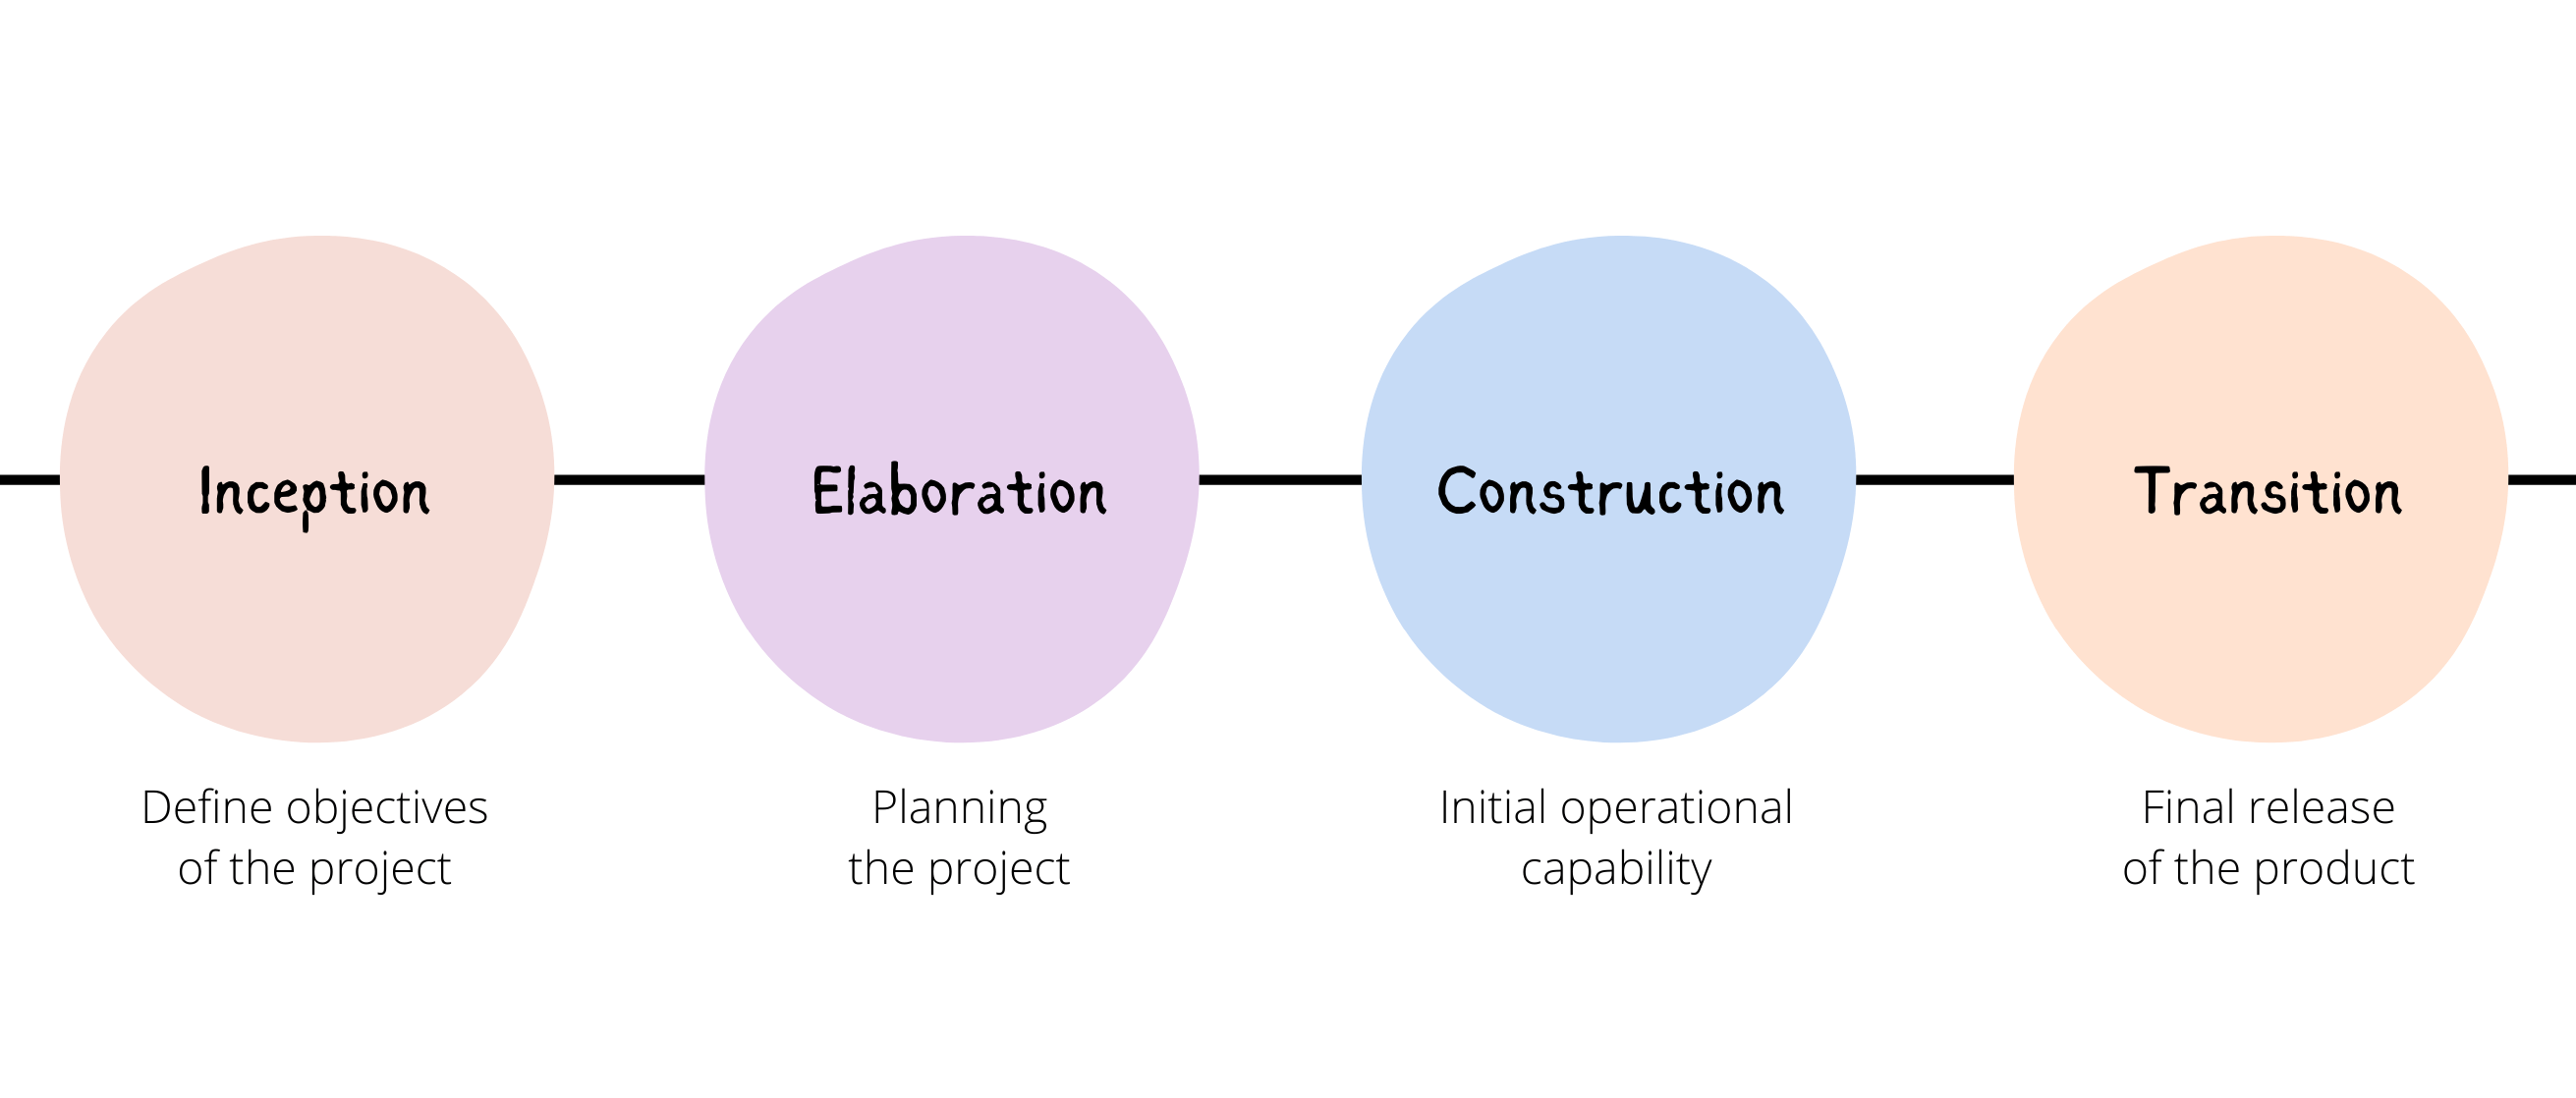 Inception
Elaboration
Construction
Transition
Define objectives
of the project
Planning
the project
Initial operational
capability
Final release
of the product